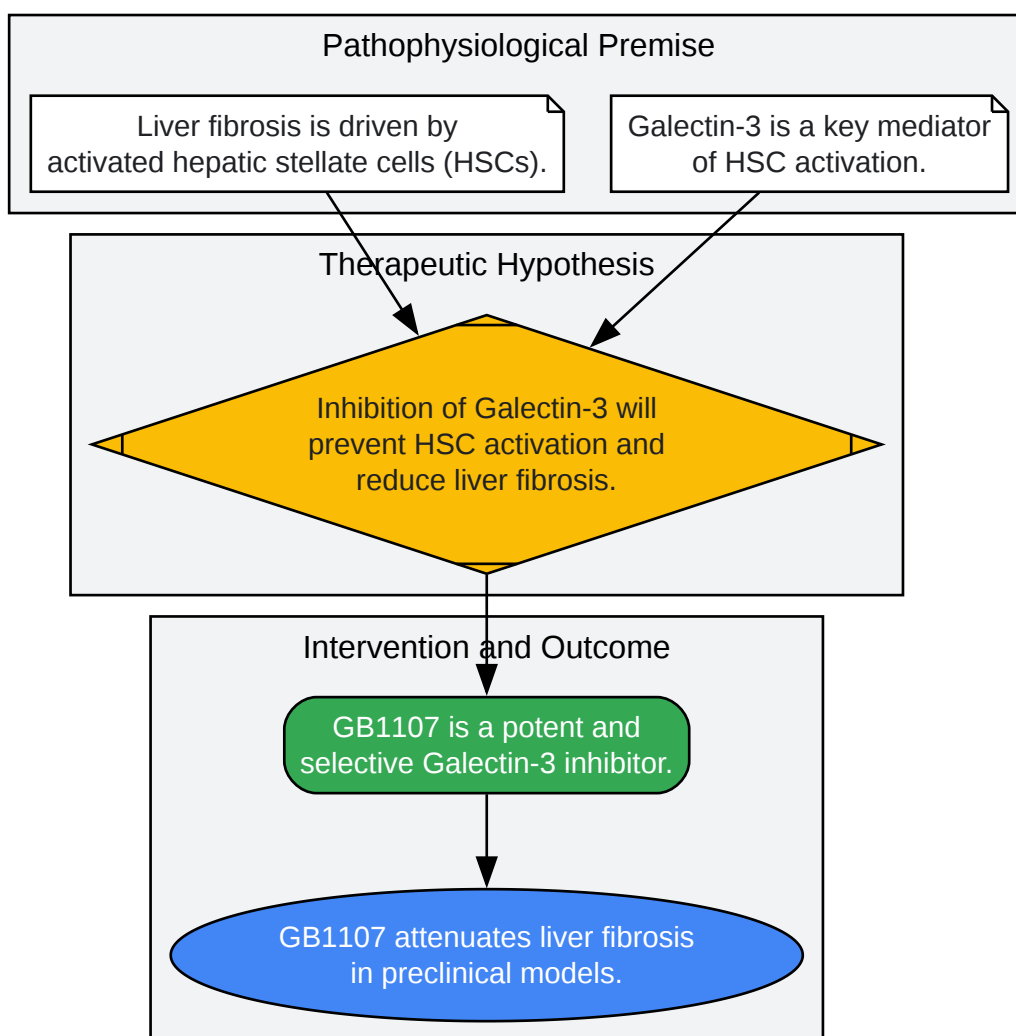 Pathophysiological Premise
Liver fibrosis is driven by
activated hepatic stellate cells (HSCs).
Galectin-3 is a key mediator
of HSC activation.
Therapeutic Hypothesis
Inhibition of Galectin-3 will
prevent HSC activation and
reduce liver fibrosis.
Intervention and Outcome
GB1107 is a potent and
selective Galectin-3 inhibitor.
GB1107 attenuates liver fibrosis
in preclinical models.